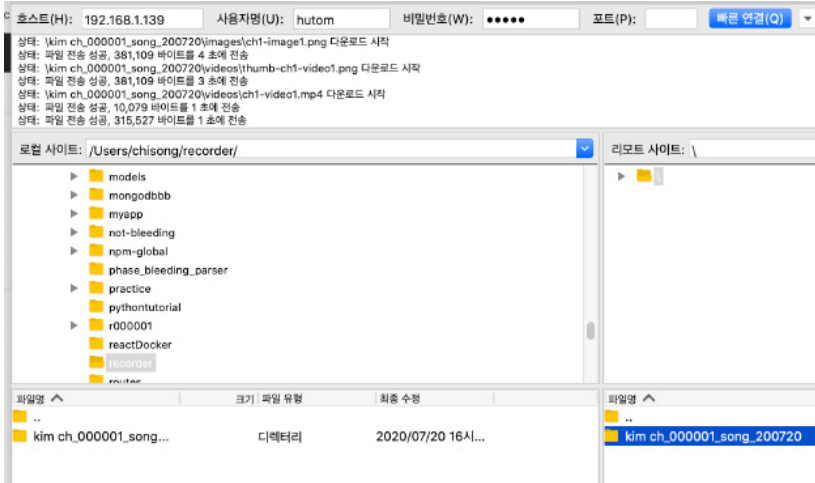 호스트(H): 192.168.1.139 사용자명(U): hutom 비밀번호(W): ●●●●● 포트(P): 빠른 연결(Q)
상태: \kim ch_000001_song_200720\images\ch1-image1.png 다운로드 시작
상태: 파일 전송 성공, 381,109 바이트를 4 초에 전송
상태: \kim ch_000001_song_200720\videos\thumb-ch1-video1.png 다운로드 시작
상태: 파일 전송 성공, 381,109 바이트를 3 초에 전송
상태: \kim ch_000001_song_200720\videos\ch1-video1.mp4 다운로드 시작
상태: 파일 전송 성공, 10,079 바이트를 1 초에 전송
상태: 파일 전송 성공, 315,527 바이트를 1 초에 전송
로컬 사이트: /Users/chisong/recorder/
models
mongodbbb
myapp
not-bleeding
npm-global
phase_bleeding_parser
practice
pythontutorial
r000001
reactDocker
recorder
routes
파일명 크기 파일 유형 최종 수정
..
kim ch_000001_song... 디렉터리 2020/07/20 16시...
리모트 사이트: \
\
파일명
..
kim ch_000001_song_200720